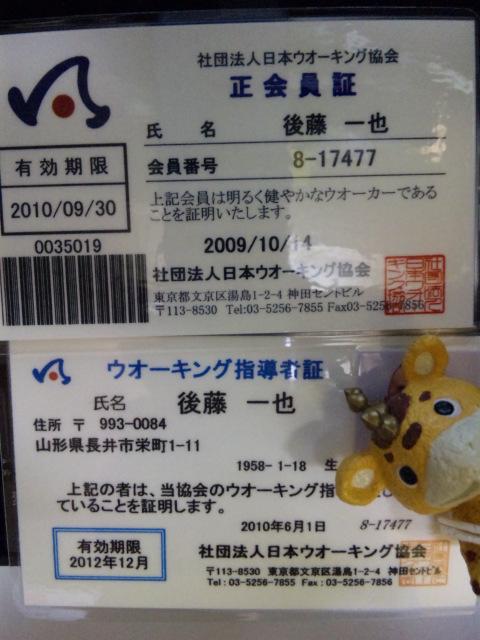 社団法人日本ウオーキング協会
正会員証
氏　名　後藤 一也
会員番号　8-17477
有効期限
2010/09/30
0035019
上記会員は明るく健やかなウオーカーである
ことを証明いたします。
2009/10/14
社団法人日本ウオーキング協会
東京都文京区湯島1-2-4 神田セントビル
〒113-8530 Tel:03-5256-7855 Fax03-5256-7856
ウオーキング指導者証
氏名　後藤 一也
住所 〒 993-0084
山形県長井市栄町1-11
1958-1-18 生
上記の者は、当協会のウオーキング指
ていることを証明します。
2010年6月1日　8-17477
有効期限
2012年12月
社団法人日本ウオーキング協会
〒113-8530 東京都文京区湯島1-2-4 神田セントビル
Tel:03-5256-7855 Fax:03-5256-7856